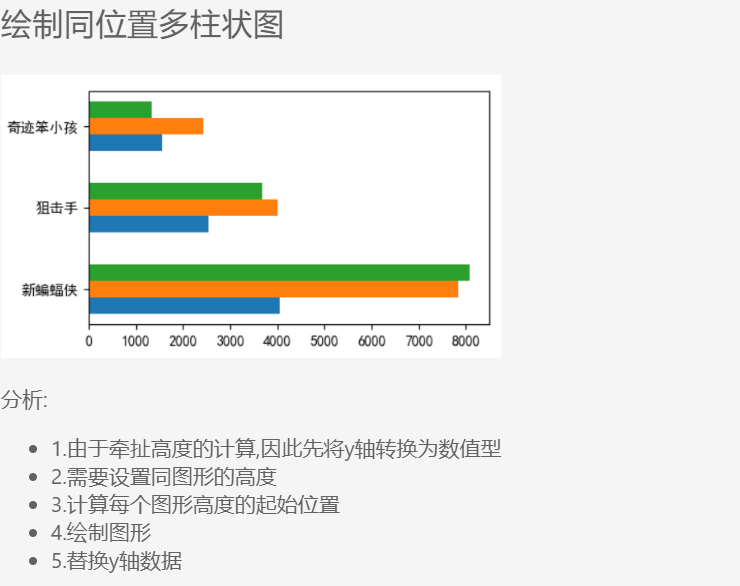 绘制同位置多柱状图
奇迹笨小孩
狙击手
新蝙蝠侠
0 1000 2000 3000 4000 5000 6000 7000 8000
分析:
1.由于牵扯高度的计算,因此先将y轴转换为数值型
2.需要设置同图形的高度
3.计算每个图形高度的起始位置
4.绘制图形
5.替换y轴数据